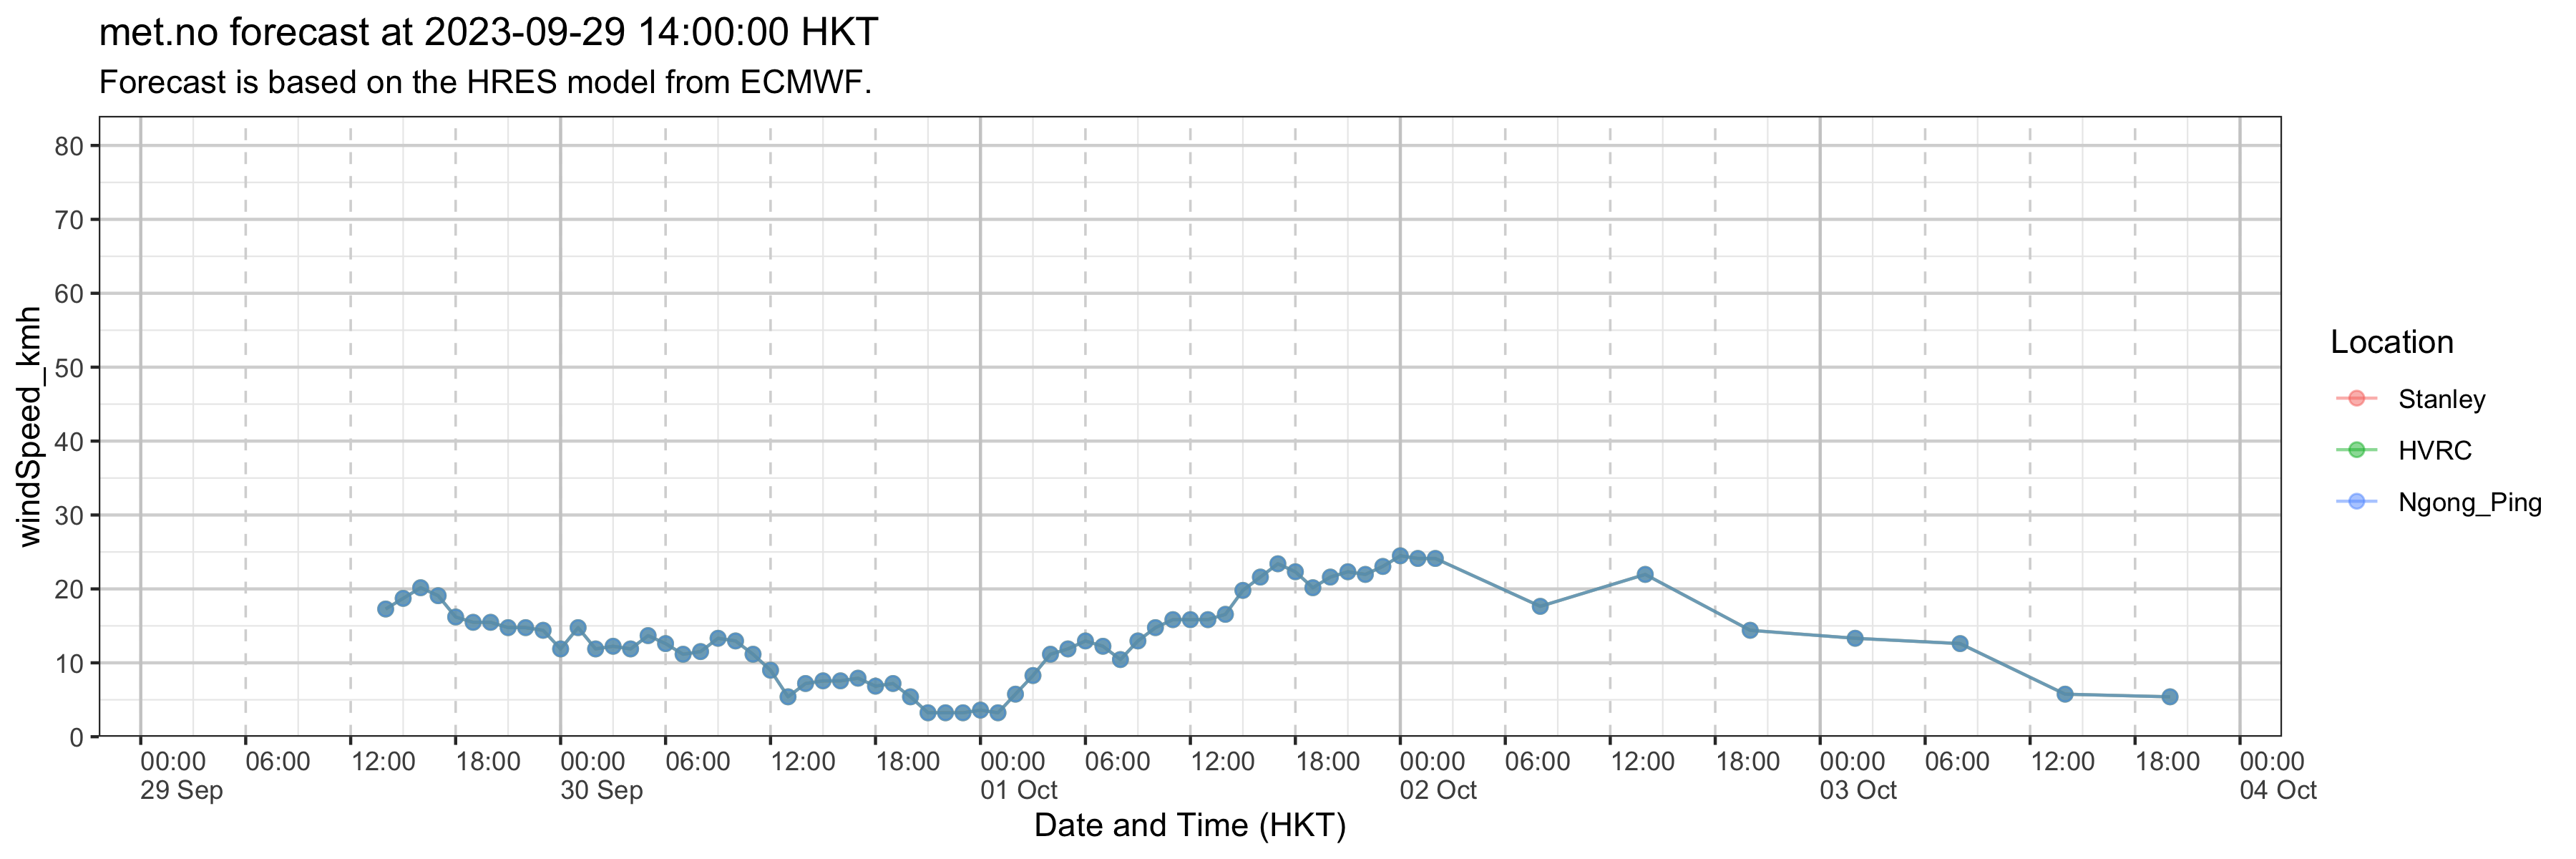 met.no forecast at 2023-09-29 14:00:00 HKT
Forecast is based on the HRES model from ECMWF.
80
70
60
50
40
30
20
10
0
windSpeed_kmh
00:00 06:00 12:00 18:00 00:00 06:00 12:00 18:00 00:00 06:00 12:00 18:00 00:00 06:00 12:00 18:00 00:00 06:00 12:00 18:00 00:00
29 Sep 30 Sep 01 Oct 02 Oct 03 Oct 04 Oct
Date and Time (HKT)
Location
Stanley
HVRC
Ngong_Ping